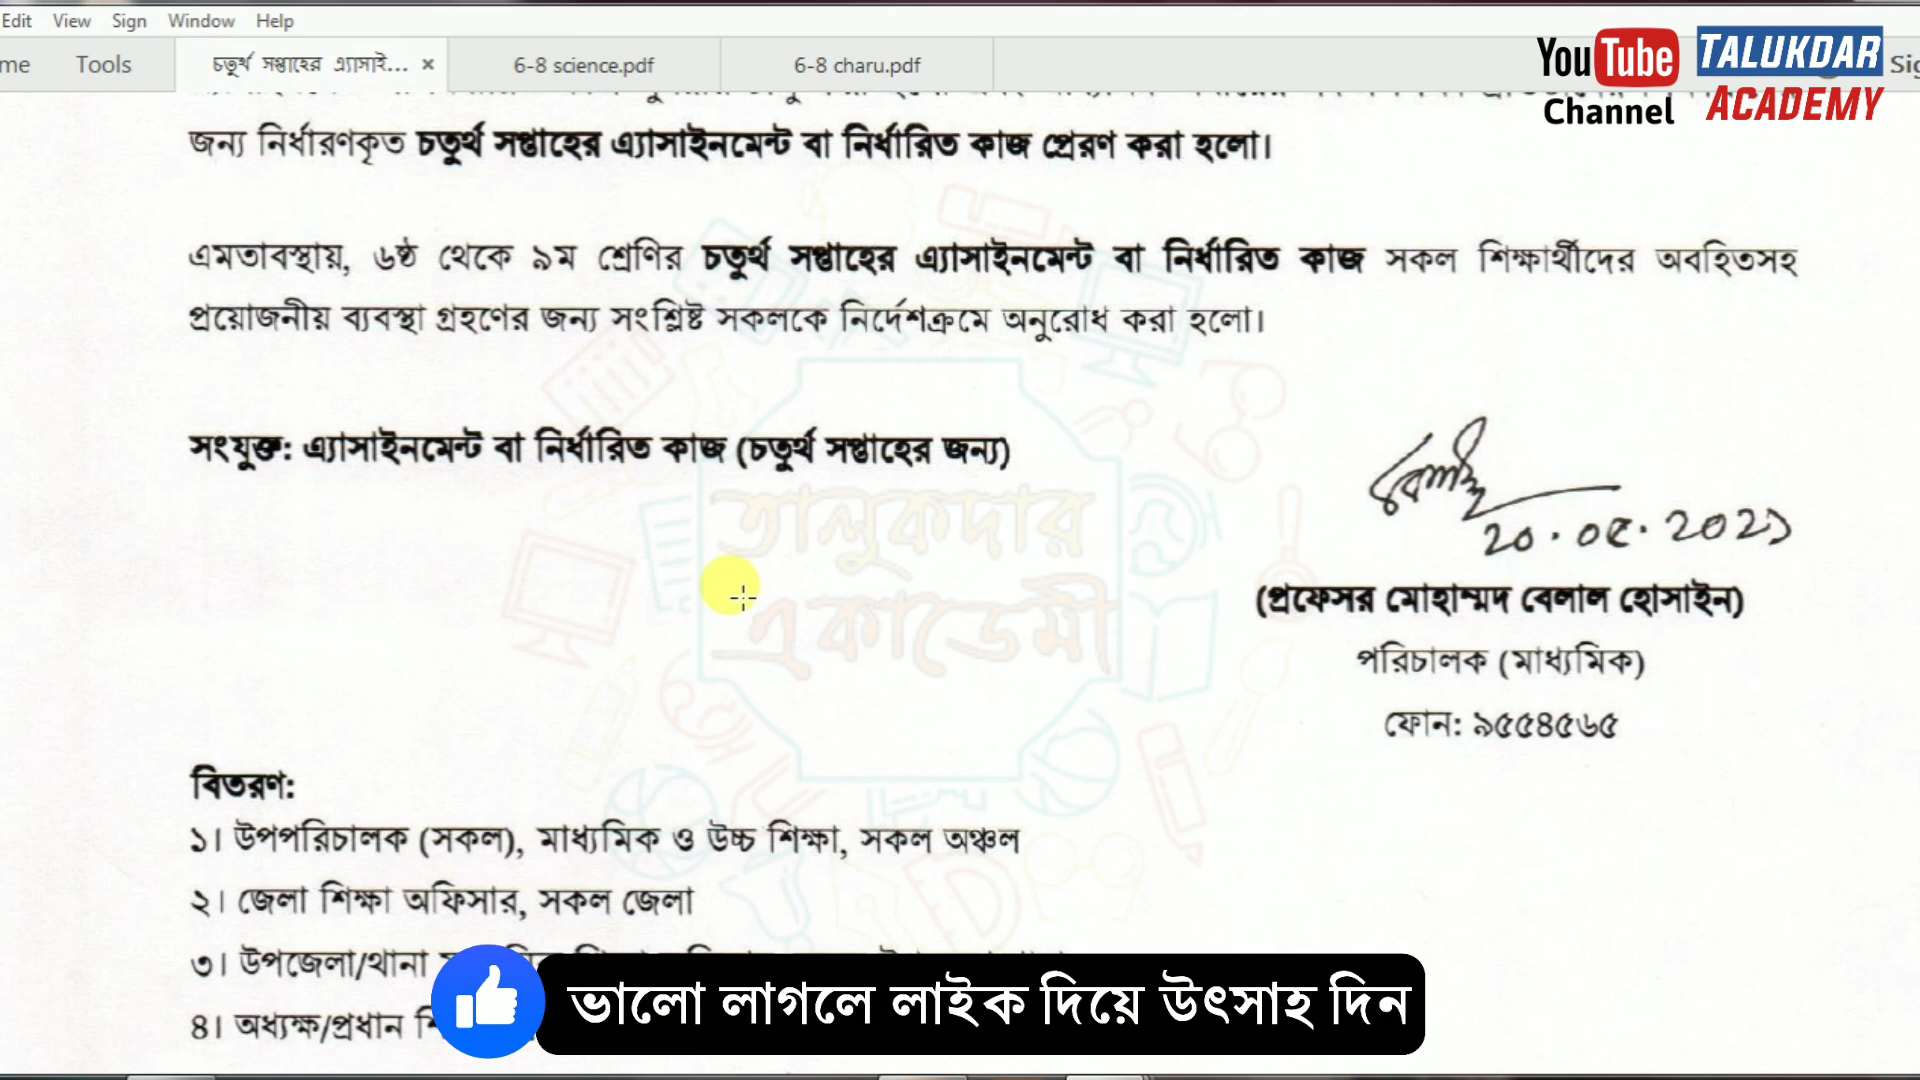 Edit View Sign Window Help
me Tools চতুর্থ সপ্তাহের এ্যাসাই... × 6-8 science.pdf 6-8 charu.pdf
YouTube Channel TALUKDAR ACADEMY
জন্য নির্ধারণকৃত চতুর্থ সপ্তাহের এ্যাসাইনমেন্ট বা নির্ধারিত কাজ প্রেরণ করা হলো।
এমতাবস্থায়, ৬ষ্ঠ থেকে ৯ম শ্রেণির চতুর্থ সপ্তাহের এ্যাসাইনমেন্ট বা নির্ধারিত কাজ সকল শিক্ষার্থীদের অবহিতসহ
প্রয়োজনীয় ব্যবস্থা গ্রহণের জন্য সংশ্লিষ্ট সকলকে নির্দেশক্রমে অনুরোধ করা হলো।
সংযুক্ত: এ্যাসাইনমেন্ট বা নির্ধারিত কাজ (চতুর্থ সপ্তাহের জন্য)
তালুকদার
একাডেমী
২০.০৫.২০২১
(প্রফেসর মোহাম্মদ বেলাল হোসাইন)
পরিচালক (মাধ্যমিক)
ফোন: ৯৫৫৪৫৬৫
বিতরণ:
১। উপপরিচালক (সকল), মাধ্যমিক ও উচ্চ শিক্ষা, সকল অঞ্চল
২। জেলা শিক্ষা অফিসার, সকল জেলা
৩। উপজেলা/থানা
৪। অধ্যক্ষ/প্রধান
ভালো লাগলে লাইক দিয়ে উৎসাহ দিন